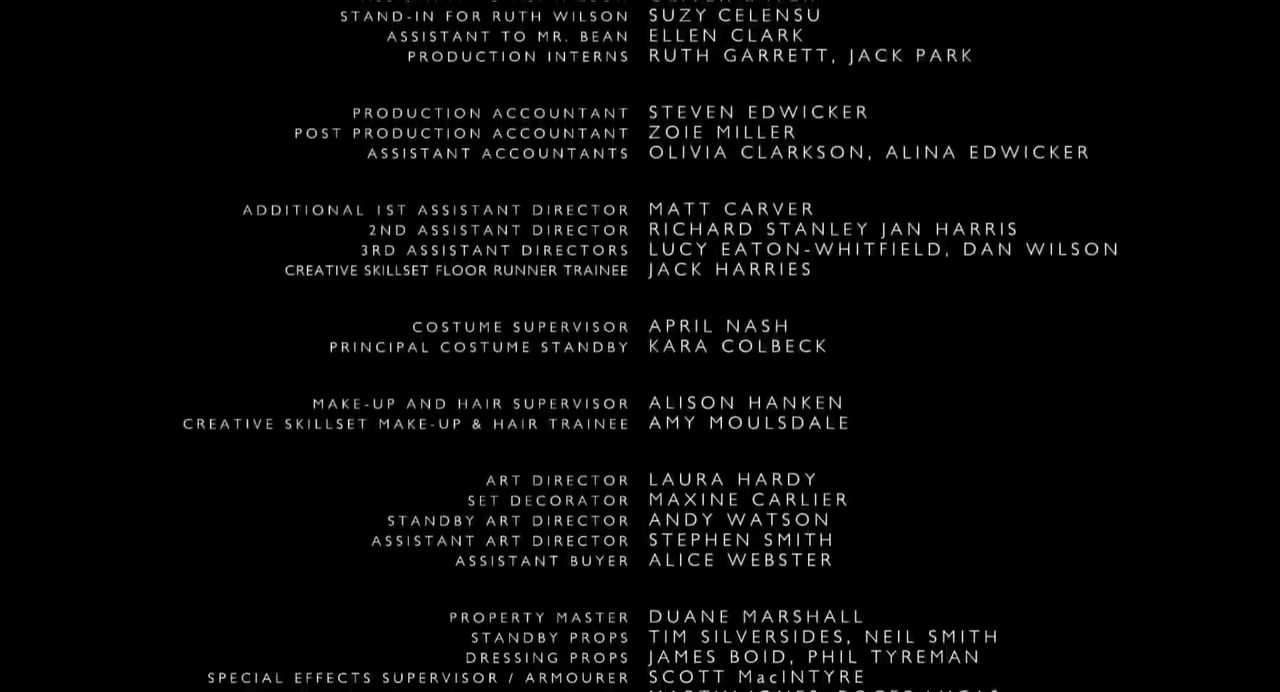 STAND-IN FOR RUTH WILSON SUZY CELENSU
ASSISTANT TO MR. BEAN ELLEN CLARK
PRODUCTION INTERNS RUTH GARRETT, JACK PARK
PRODUCTION ACCOUNTANT STEVEN EDWICKER
POST PRODUCTION ACCOUNTANT ZOIE MILLER
ASSISTANT ACCOUNTANTS OLIVIA CLARKSON, ALINA EDWICKER
ADDITIONAL 1ST ASSISTANT DIRECTOR MATT CARVER
2ND ASSISTANT DIRECTOR RICHARD STANLEY JAN HARRIS
3RD ASSISTANT DIRECTORS LUCY EATON-WHITFIELD, DAN WILSON
CREATIVE SKILLSET FLOOR RUNNER TRAINEE JACK HARRIES
COSTUME SUPERVISOR APRIL NASH
PRINCIPAL COSTUME STANDBY KARA COLBECK
MAKE-UP AND HAIR SUPERVISOR ALISON HANKEN
CREATIVE SKILLSET MAKE-UP & HAIR TRAINEE AMY MOULSDALE
ART DIRECTOR LAURA HARDY
SET DECORATOR MAXINE CARLIER
STANDBY ART DIRECTOR ANDY WATSON
ASSISTANT ART DIRECTOR STEPHEN SMITH
ASSISTANT BUYER ALICE WEBSTER
PROPERTY MASTER DUANE MARSHALL
STANDBY PROPS TIM SILVERSIDES, NEIL SMITH
DRESSING PROPS JAMES BOID, PHIL TYREMAN
SPECIAL EFFECTS SUPERVISOR / ARMOURER SCOTT MacINTYRE